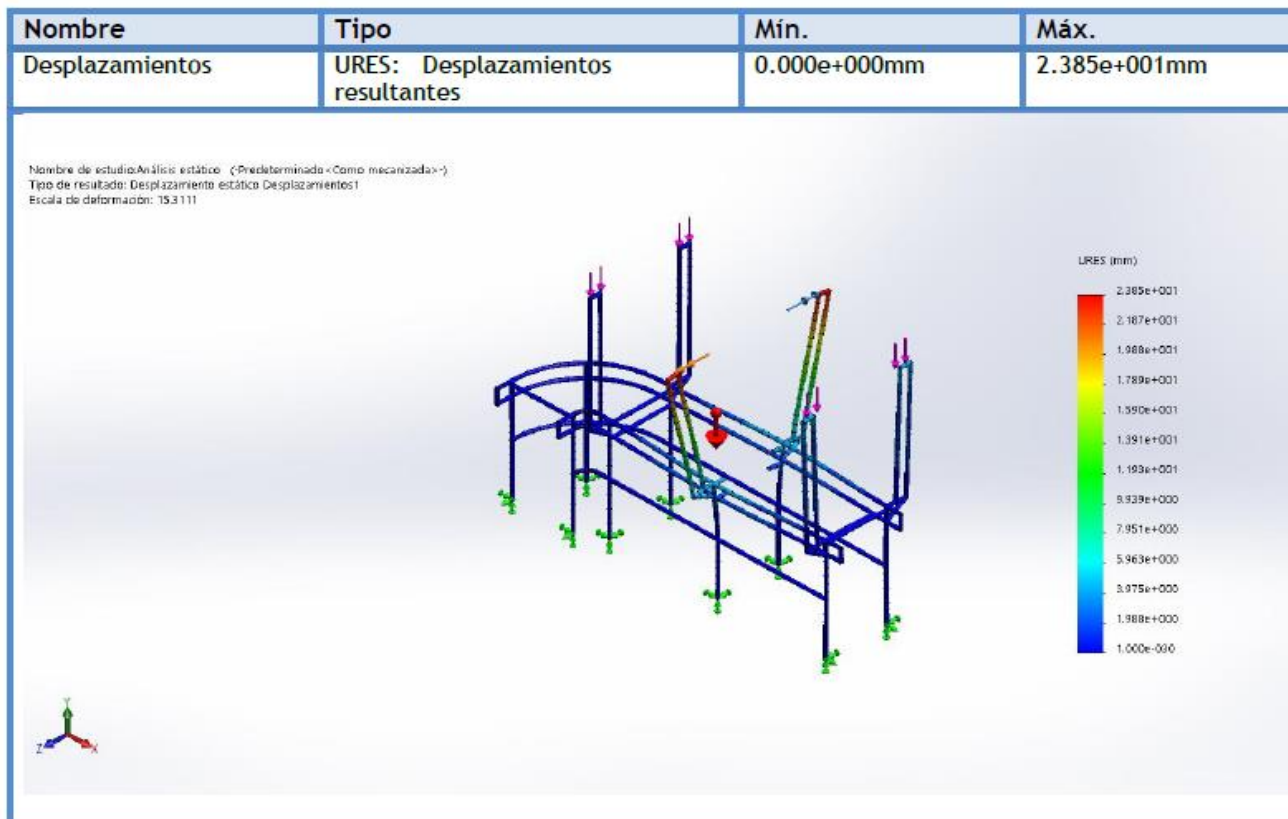 Nombre Tipo Mín. Máx.
Desplazamientos URES: Desplazamientos resultantes 0.000e+000mm 2.385e+001mm
Nombre de estudio:Análisis estático (-Predeterminado<Como mecanizada>-)
Tipo de resultado: Desplazamiento estático Desplazamientos1
Escala de deformación: 15.3111
URES (mm)
2.385e+001
2.187e+001
1.988e+001
1.789e+001
1.590e+001
1.391e+001
1.193e+001
9.939e+000
7.951e+000
5.963e+000
3.975e+000
1.988e+000
1.000e-030
Y
Z X